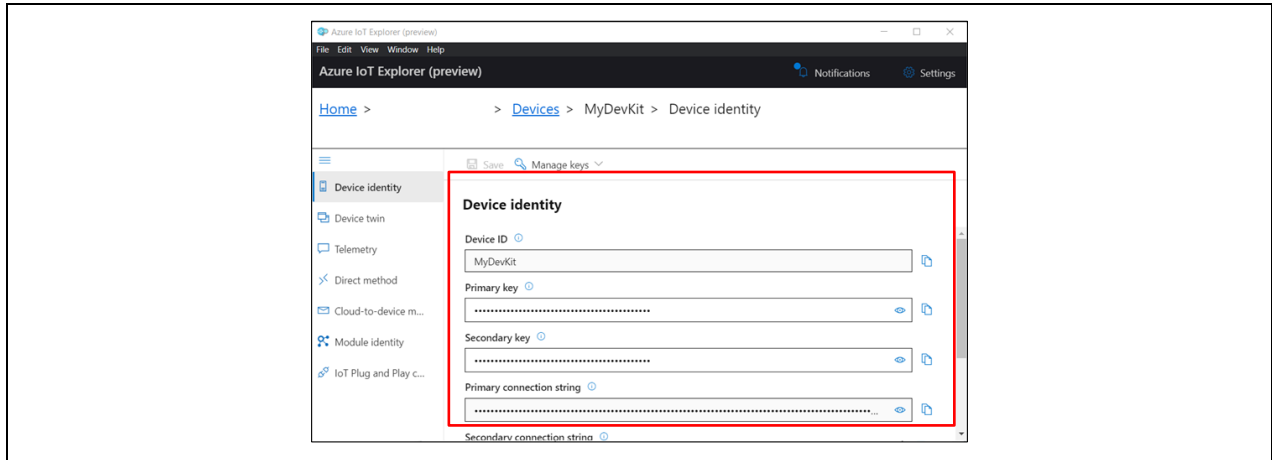 Azure IoT Explorer (preview)
File Edit View Window Help
Azure IoT Explorer (preview)
Notifications
Settings
Home > > Devices > MyDevKit > Device identity
Save
Manage keys
Device identity
Device twin
Telemetry
Direct method
Cloud-to-device m...
Module identity
IoT Plug and Play c...
Device identity
Device ID
MyDevKit
Primary key
••••••••••••••••••••••••••••••••••••••••••••
Secondary key
••••••••••••••••••••••••••••••••••••••••••••
Primary connection string
••••••••••••••••••••••••••••••••••••••••••••••••••••••••••••••••••••••••••••••••••••••••••••••••••...
Secondary connection string